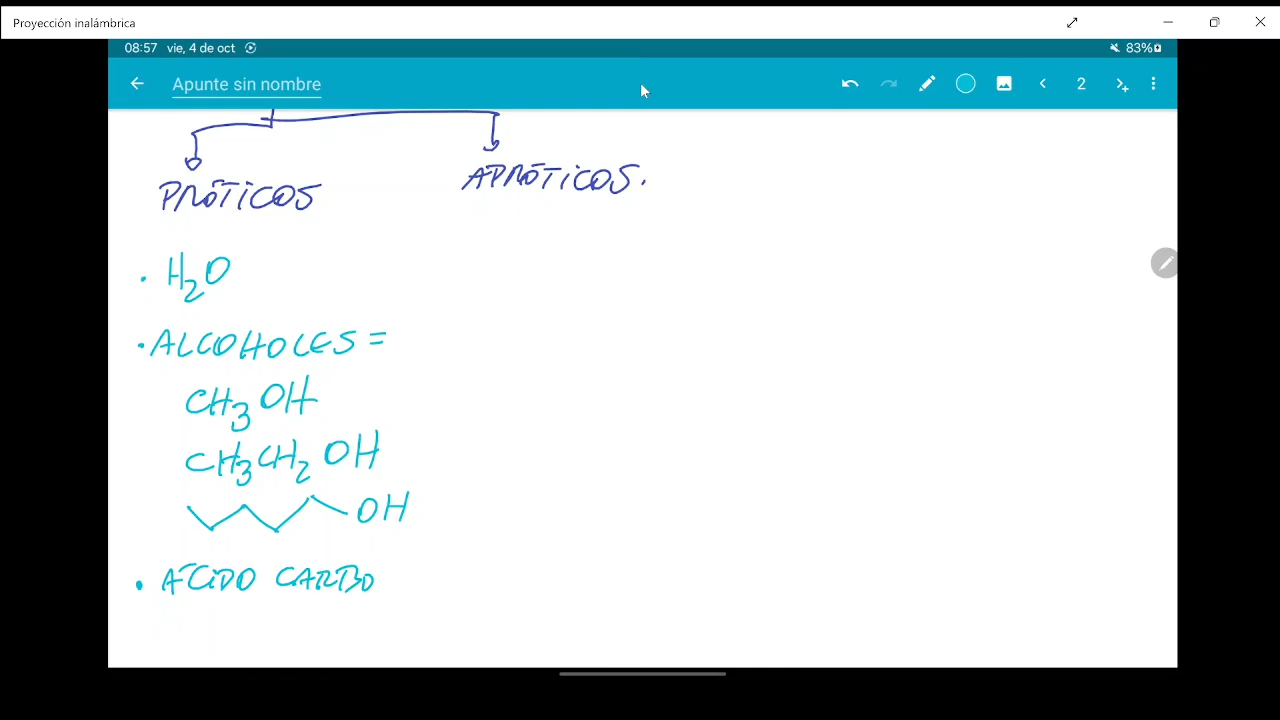 Proyección inalámbrica
08:57 vie, 4 de oct
83%
Apunte sin nombre
2
PRÓTICOS
APRÓTICOS.
• H₂O
• ALCOHOLES =
CH₃OH
CH₃CH₂OH
OH
• ÁCIDO CARBO